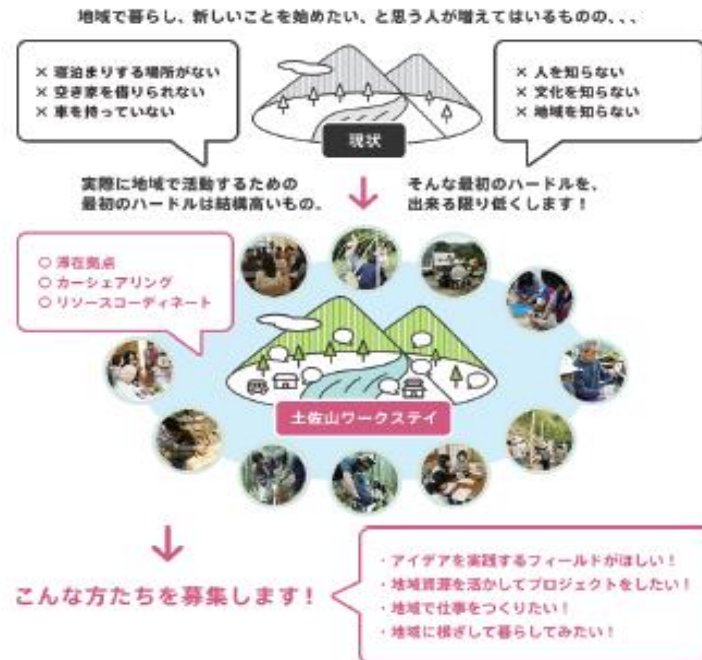 地域で暮らし、新しいことを始めたい、と思う人が増えてはいるものの、、、
× 寝泊まりする場所がない
× 空き家を借りられない
× 車を持っていない
× 人を知らない
× 文化を知らない
× 地域を知らない
現状
実際に地域で活動するための
最初のハードルは結構高いもの。
そんな最初のハードルを、
出来る限り低くします！
○ 滞在拠点
○ カーシェアリング
○ リソースコーディネート
土佐山ワークステイ
こんな方たちを募集します！
・アイデアを実践するフィールドがほしい！
・地域資源を活かしてプロジェクトをしたい！
・地域で仕事をつくりたい！
・地域に根ざして暮らしてみたい！